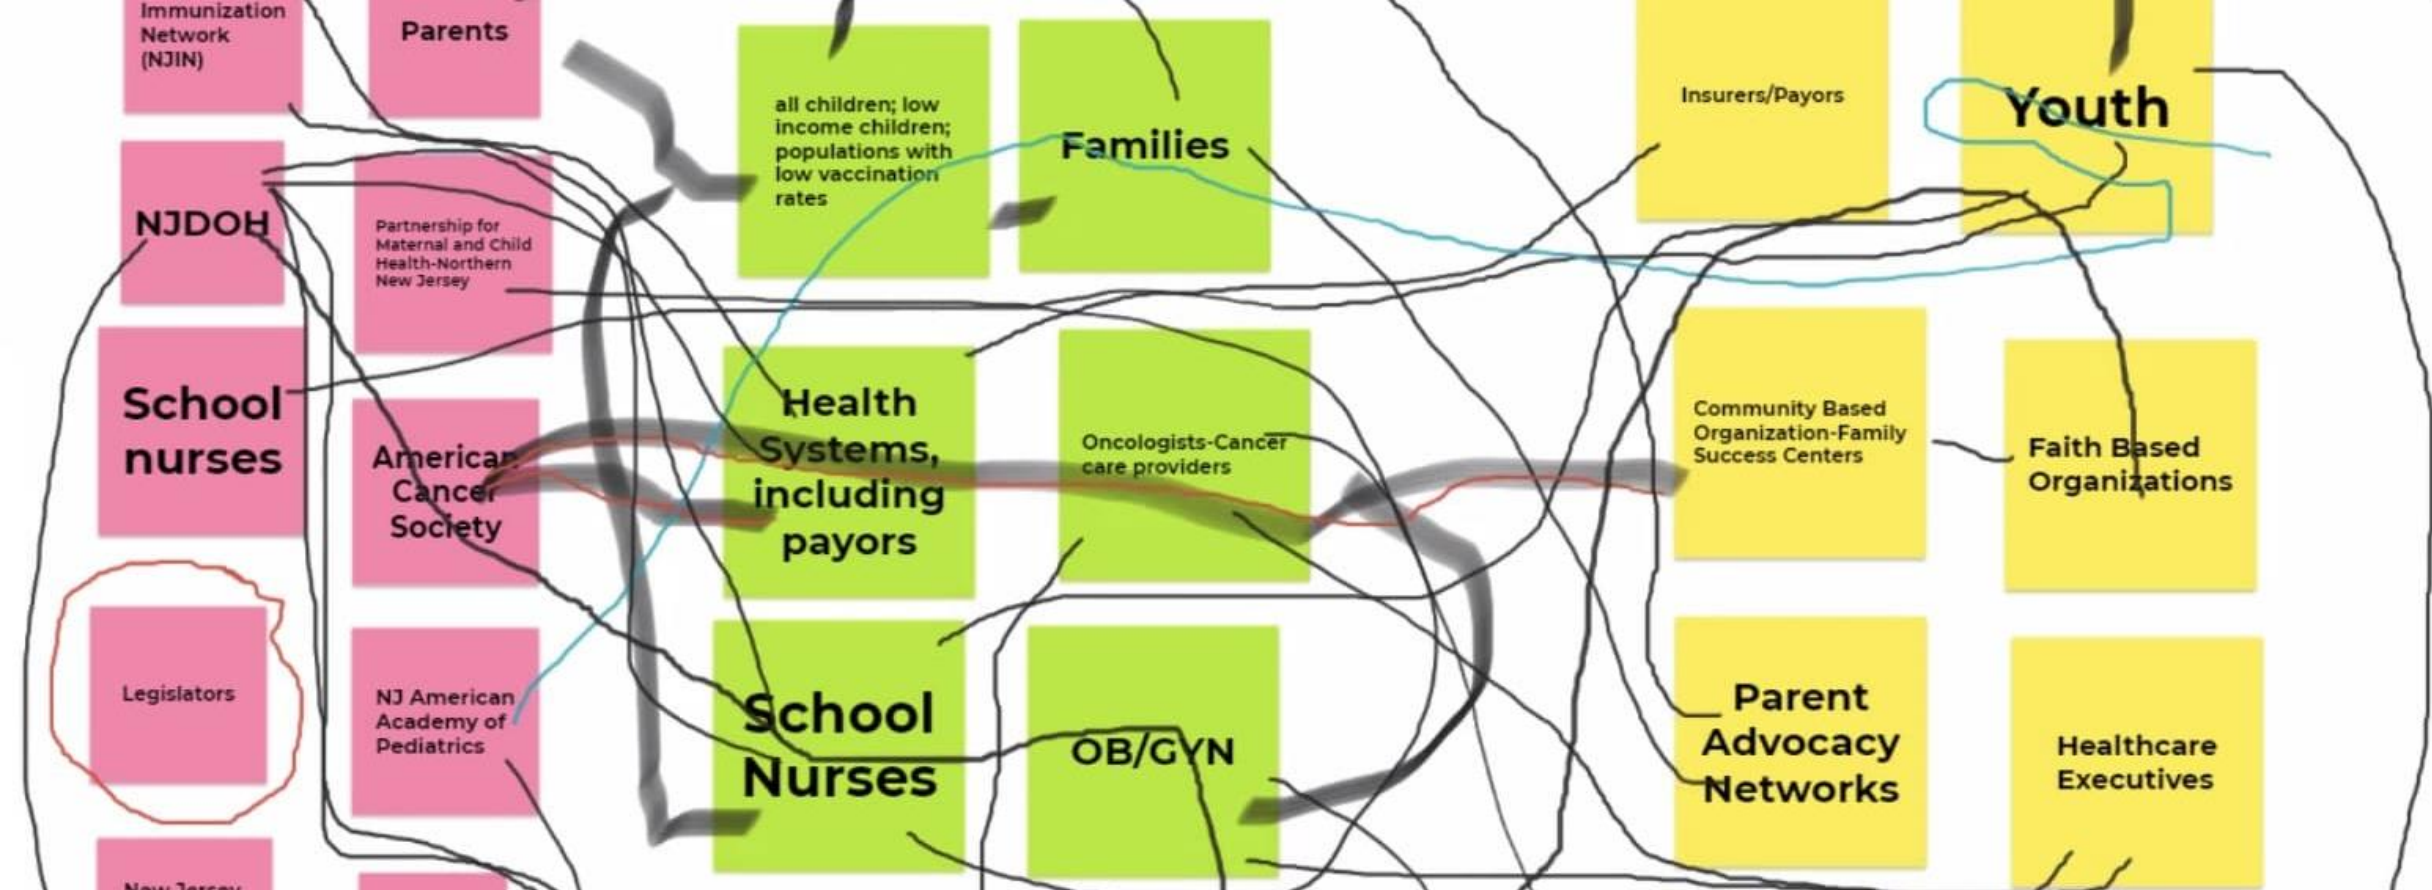 Immunization
Network
(NJIN)
Parents
all children; low
income children;
populations with
low vaccination
rates
Families
Insurers/Payors
Youth
NJDOH
Partnership for
Maternal and Child
Health-Northern
New Jersey
School
nurses
American
Cancer
Society
Health
Systems,
including
payors
Oncologists-Cancer
care providers
Community Based
Organization-Family
Success Centers
Faith Based
Organizations
Legislators
NJ American
Academy of
Pediatrics
School
Nurses
OB/GYN
Parent
Advocacy
Networks
Healthcare
Executives
New Jersey